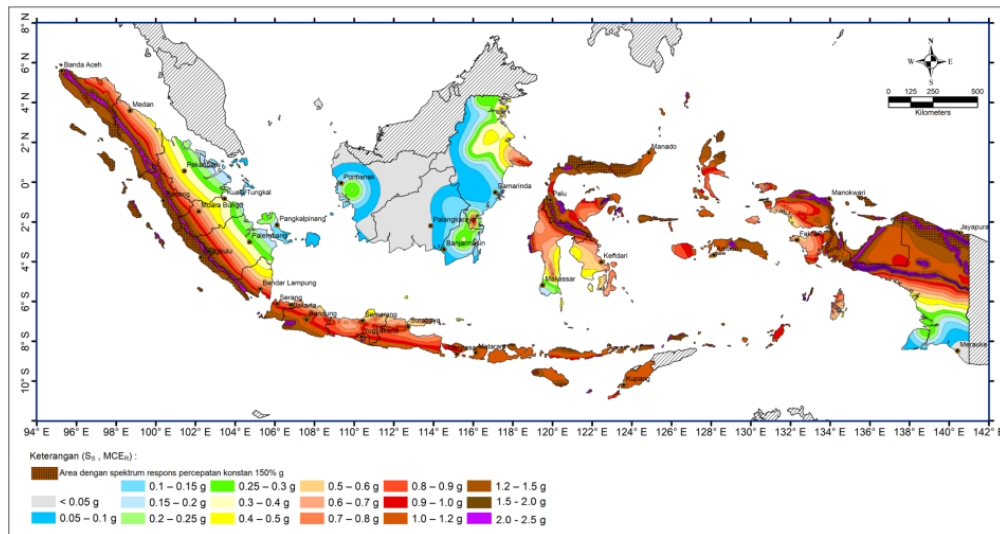 8° N
6° N
4° N
2° N
0°
2° S
4° S
6° S
8° S
10° S
N
W E
S
0 125 250 500
Kilometers
Banda Aceh
Medan
Pekanbaru
Kuala Tungkal
Padang
Muara Bungo
Pangkalpinang
Palembang
Bengkulu
Bandar Lampung
Serang
Jakarta
Bandung
Semarang
Yogyakarta
Surabaya
Denpasar
Mataram
Kupang
Pontianak
Samarinda
Palangkaraya
Banjarmasin
Manado
Palu
Kendari
Makassar
Ambon
Manokwari
Fakfak
Jayapura
Merauke
94° E 96° E 98° E 100° E 102° E 104° E 106° E 108° E 110° E 112° E 114° E 116° E 118° E 120° E 122° E 124° E 126° E 128° E 130° E 132° E 134° E 136° E 138° E 140° E 142° E
Keterangan (S_S , MCE_R) :
Area dengan spektrum respons percepatan konstan 150% g
0.1 – 0.15 g 0.25 – 0.3 g 0.5 – 0.6 g 0.8 – 0.9 g 1.2 – 1.5 g
< 0.05 g 0.15 – 0.2 g 0.3 – 0.4 g 0.6 – 0.7 g 0.9 – 1.0 g 1.5 - 2.0 g
0.05 – 0.1 g 0.2 – 0.25 g 0.4 – 0.5 g 0.7 – 0.8 g 1.0 – 1.2 g 2.0 - 2.5 g